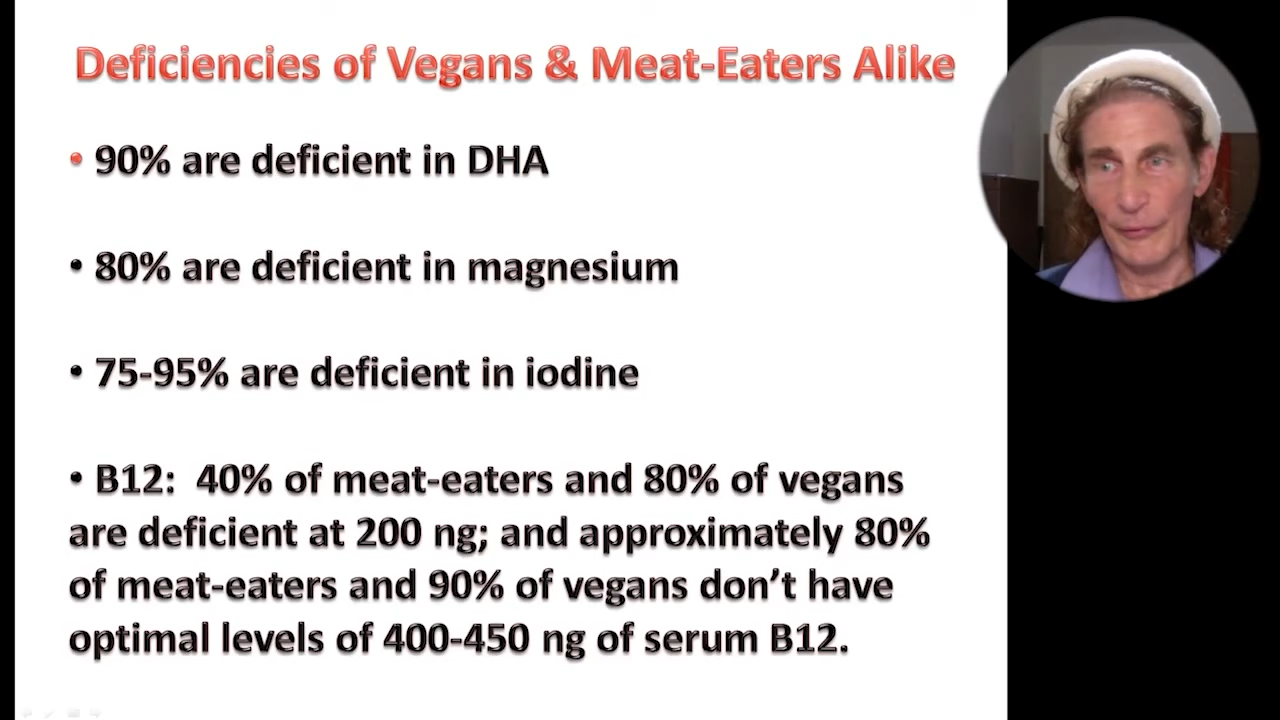 Deficiencies of Vegans & Meat-Eaters Alike
• 90% are deficient in DHA
• 80% are deficient in magnesium
• 75-95% are deficient in iodine
• B12:  40% of meat-eaters and 80% of vegans
are deficient at 200 ng; and approximately 80%
of meat-eaters and 90% of vegans don’t have
optimal levels of 400-450 ng of serum B12.